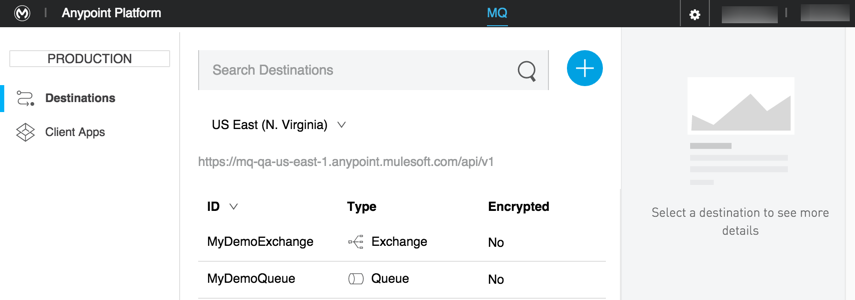 Anypoint Platform
MQ
PRODUCTION
Destinations
Client Apps
Search Destinations
US East (N. Virginia)
https://mq-qa-us-east-1.anypoint.mulesoft.com/api/v1
ID Type Encrypted
MyDemoExchange Exchange No
MyDemoQueue Queue No
Select a destination to see more
details